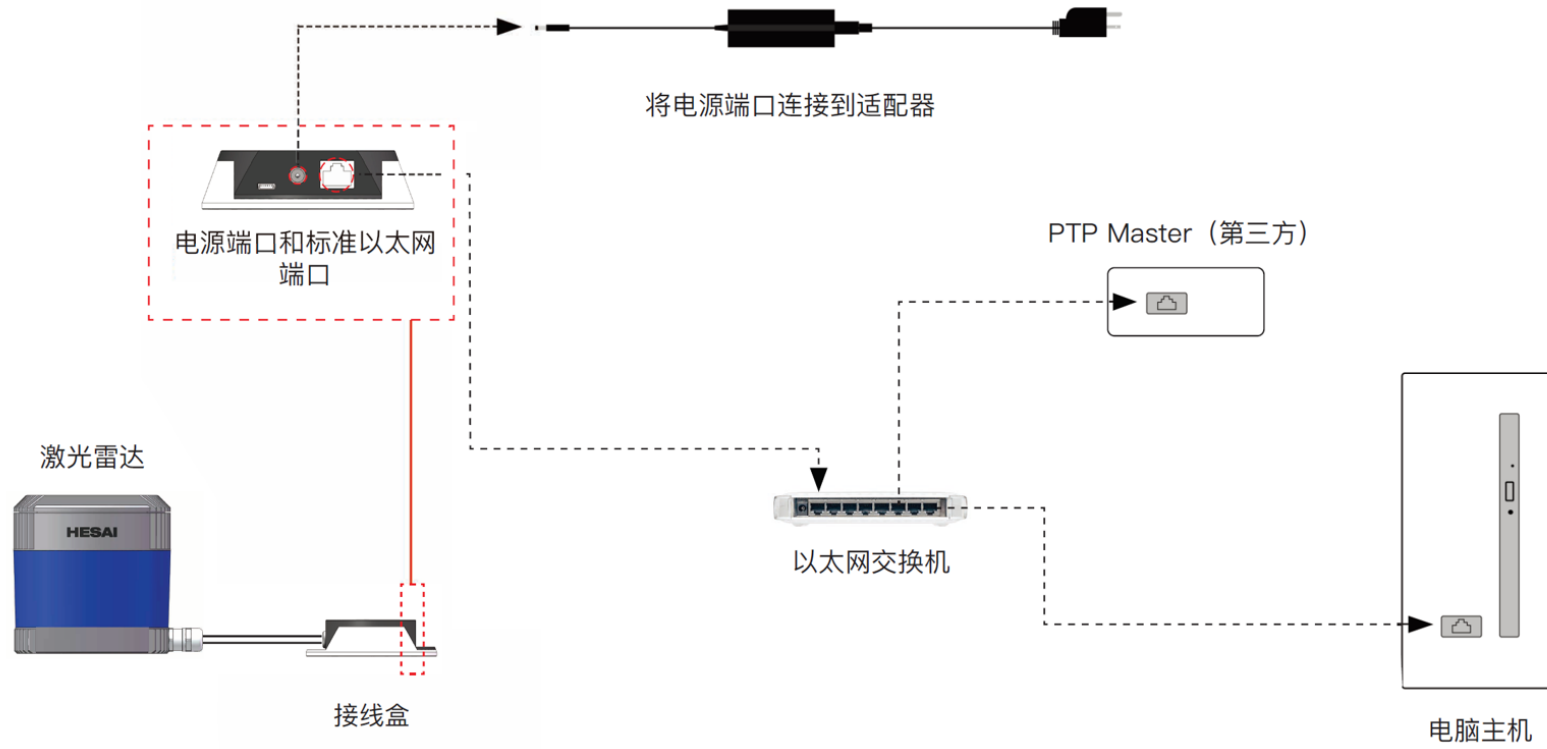 将电源端口连接到适配器
电源端口和标准以太网
端口
PTP Master（第三方）
激光雷达
HESAI
以太网交换机
接线盒
电脑主机